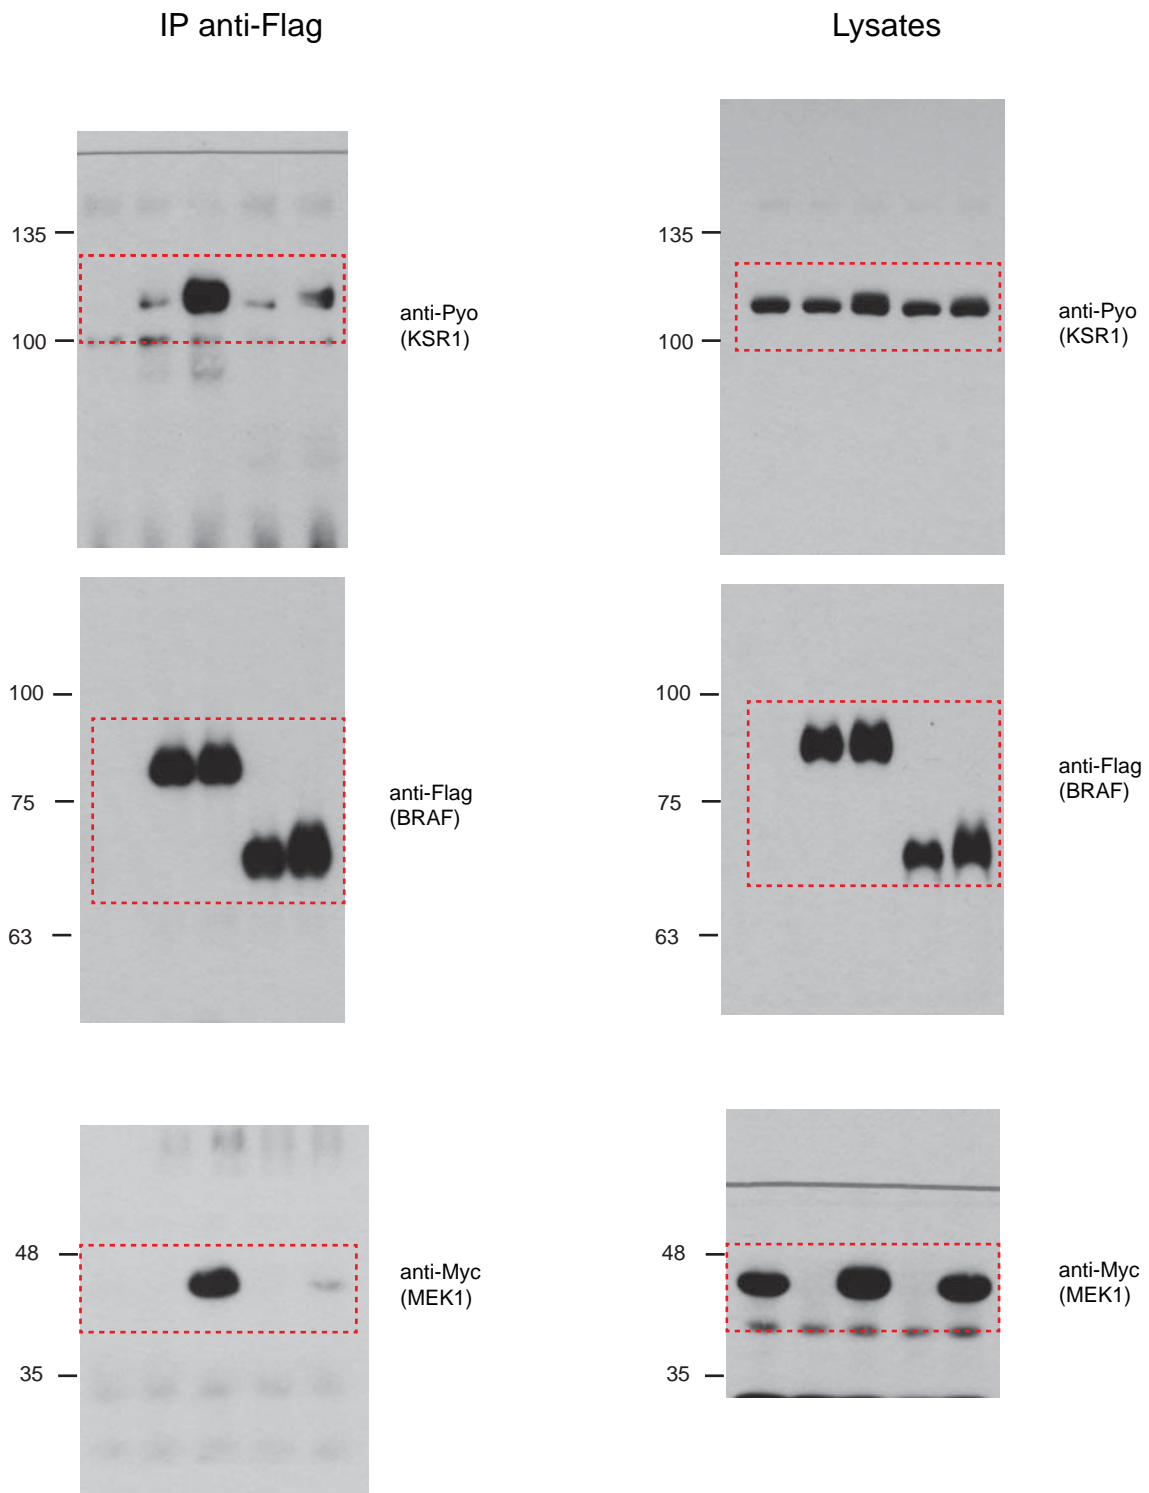 IP anti-Flag
Lysates
135
100
anti-Pyo
(KSR1)
135
100
anti-Pyo
(KSR1)
100
75
63
anti-Flag
(BRAF)
100
75
63
anti-Flag
(BRAF)
48
35
anti-Myc
(MEK1)
48
35
anti-Myc
(MEK1)